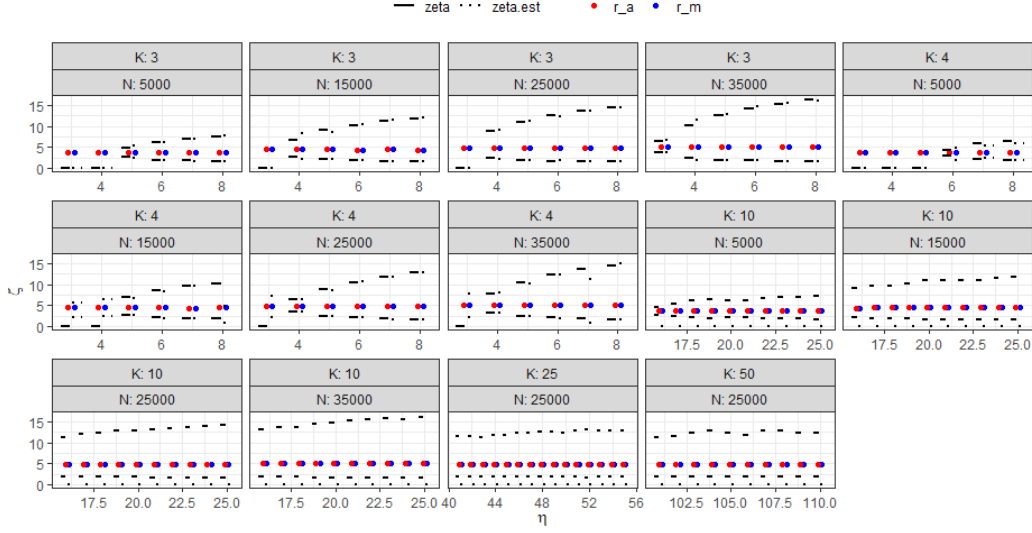 zeta zeta.est r_a r_m
K: 3 K: 3 K: 3 K: 3 K: 4
N: 5000 N: 15000 N: 25000 N: 35000 N: 5000
15
10
5
0
4 6 8 4 6 8 4 6 8 4 6 8 4 6 8
K: 4 K: 4 K: 4 K: 10 K: 10
N: 15000 N: 25000 N: 35000 N: 5000 N: 15000
15
10
5
0
ζ
4 6 8 4 6 8 4 6 8 17.5 20.0 22.5 25.0 17.5 20.0 22.5 25.0
K: 10 K: 10 K: 25 K: 50
N: 25000 N: 35000 N: 25000 N: 25000
15
10
5
0
17.5 20.0 22.5 25.0 17.5 20.0 22.5 25.0 40 44 48 52 56 102.5 105.0 107.5 110.0
η